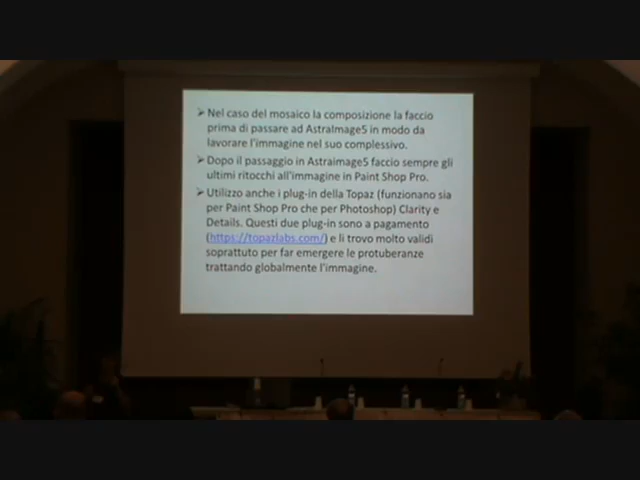 ➢ Nel caso del mosaico la composizione la faccio
prima di passare ad AstraImage5 in modo da
lavorare l'immagine nel suo complessivo.
➢ Dopo il passaggio in Astraimage5 faccio sempre gli
ultimi ritocchi all'immagine in Paint Shop Pro.
➢ Utilizzo anche i plug-in della Topaz (funzionano sia
per Paint Shop Pro che per Photoshop) Clarity e
Details. Questi due plug-in sono a pagamento
(https://topazlabs.com/) e li trovo molto validi
soprattuto per far emergere le protuberanze
trattando globalmente l'immagine.